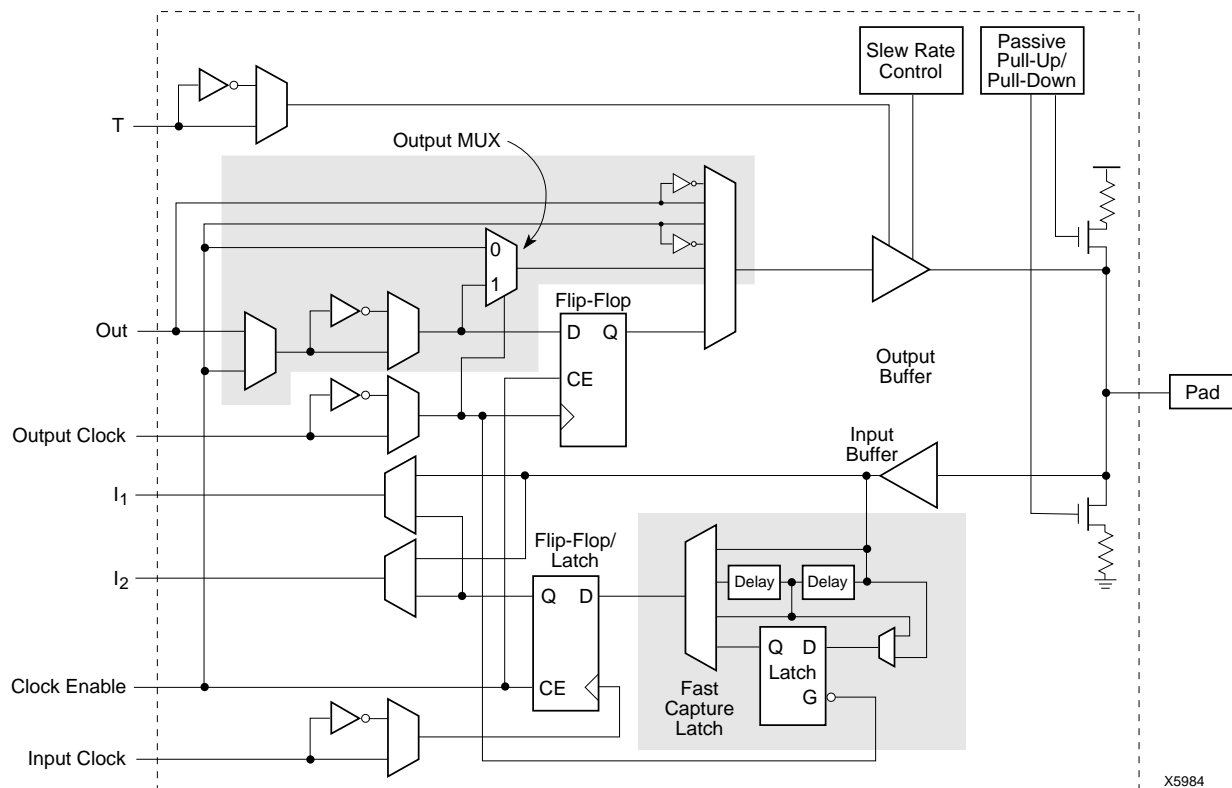 Slew Rate
Control
Passive
Pull-Up/
Pull-Down
T
Output MUX
0
1
Flip-Flop
Out
D
Q
CE
Output
Buffer
Pad
Output Clock
Input
Buffer
I1
Flip-Flop/
Latch
I2
Delay
Delay
Q
D
Q
D
Latch
Clock Enable
CE
G
Fast
Capture
Latch
Input Clock
X5984